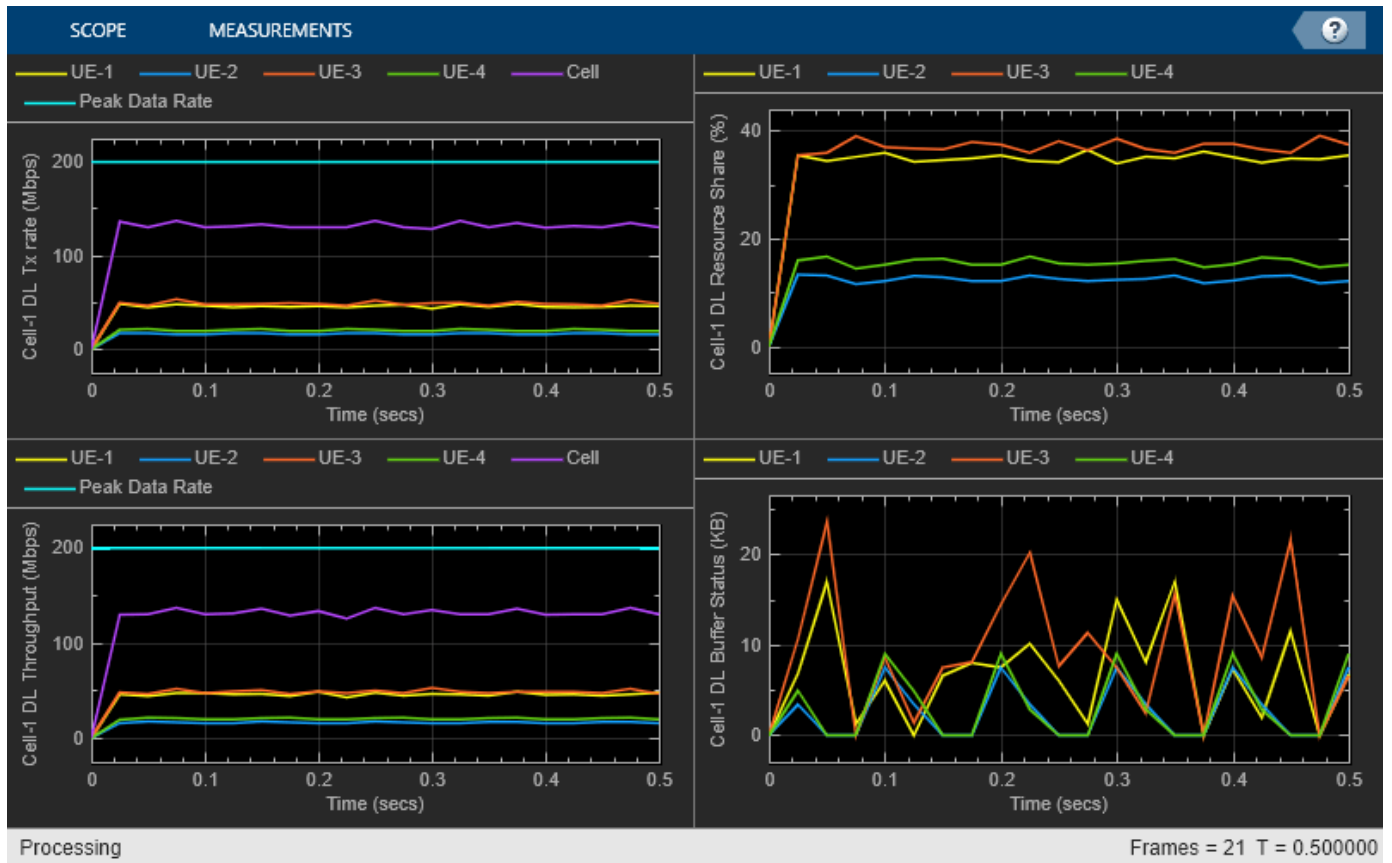 SCOPE MEASUREMENTS ?
UE-1 UE-2 UE-3 UE-4 Cell
Peak Data Rate
Cell-1 DL Tx rate (Mbps)
200
100
0
0 0.1 0.2 0.3 0.4 0.5
Time (secs)
UE-1 UE-2 UE-3 UE-4
Cell-1 DL Resource Share (%)
40
20
0
0 0.1 0.2 0.3 0.4 0.5
Time (secs)
UE-1 UE-2 UE-3 UE-4 Cell
Peak Data Rate
Cell-1 DL Throughput (Mbps)
200
100
0
0 0.1 0.2 0.3 0.4 0.5
Time (secs)
UE-1 UE-2 UE-3 UE-4
Cell-1 DL Buffer Status (KB)
20
10
0
0 0.1 0.2 0.3 0.4 0.5
Time (secs)
Processing Frames = 21 T = 0.500000